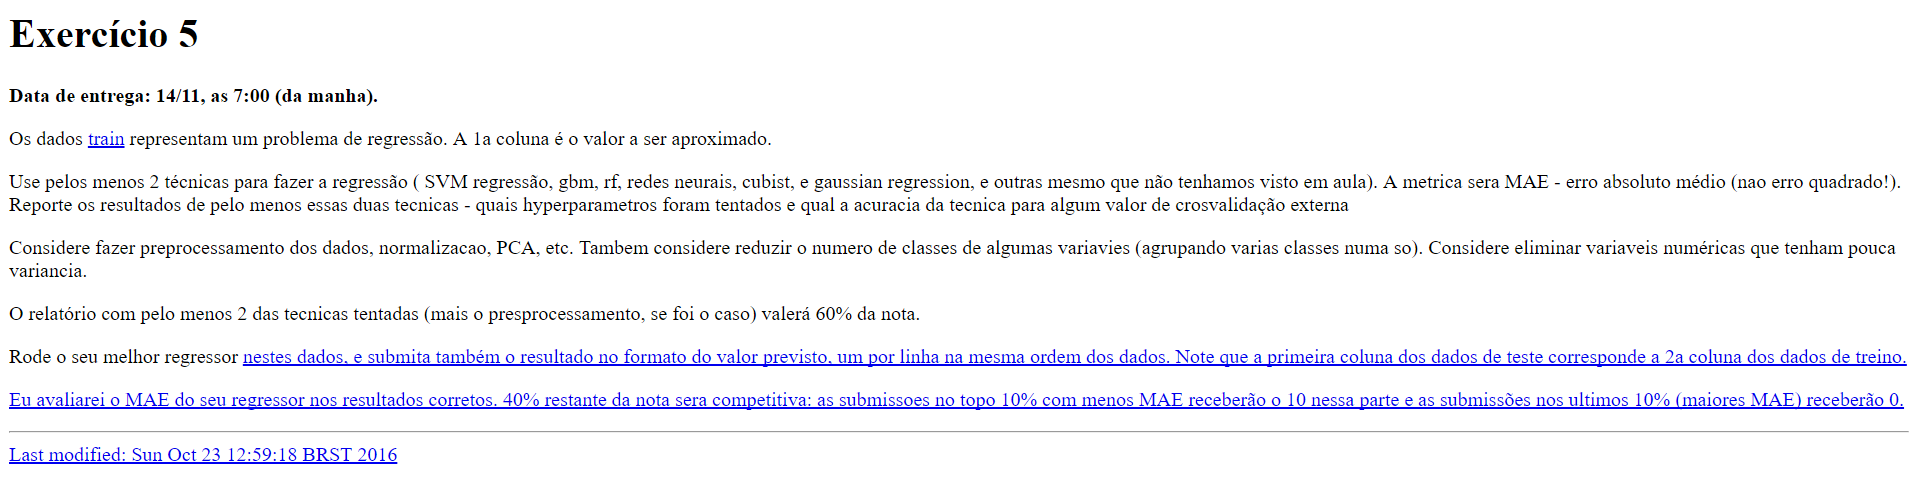 Exercício 5
Data de entrega: 14/11, as 7:00 (da manha).
Os dados train representam um problema de regressão. A 1a coluna é o valor a ser aproximado.
Use pelos menos 2 técnicas para fazer a regressão ( SVM regressão, gbm, rf, redes neurais, cubist, e gaussian regression, e outras mesmo que não tenhamos visto em aula). A metrica sera MAE - erro absoluto médio (nao erro quadrado!).
Reporte os resultados de pelo menos essas duas tecnicas - quais hyperparametros foram tentados e qual a acuracia da tecnica para algum valor de crosvalidação externa
Considere fazer preprocessamento dos dados, normalizacao, PCA, etc. Tambem considere reduzir o numero de classes de algumas variavies (agrupando varias classes numa so). Considere eliminar variaveis numéricas que tenham pouca
variancia.
O relatório com pelo menos 2 das tecnicas tentadas (mais o presprocessamento, se foi o caso) valerá 60% da nota.
Rode o seu melhor regressor nestes dados, e submita também o resultado no formato do valor previsto, um por linha na mesma ordem dos dados. Note que a primeira coluna dos dados de teste corresponde a 2a coluna dos dados de treino.
Eu avaliarei o MAE do seu regressor nos resultados corretos. 40% restante da nota sera competitiva: as submissoes no topo 10% com menos MAE receberão o 10 nessa parte e as submissões nos ultimos 10% (maiores MAE) receberão 0.
Last modified: Sun Oct 23 12:59:18 BRST 2016